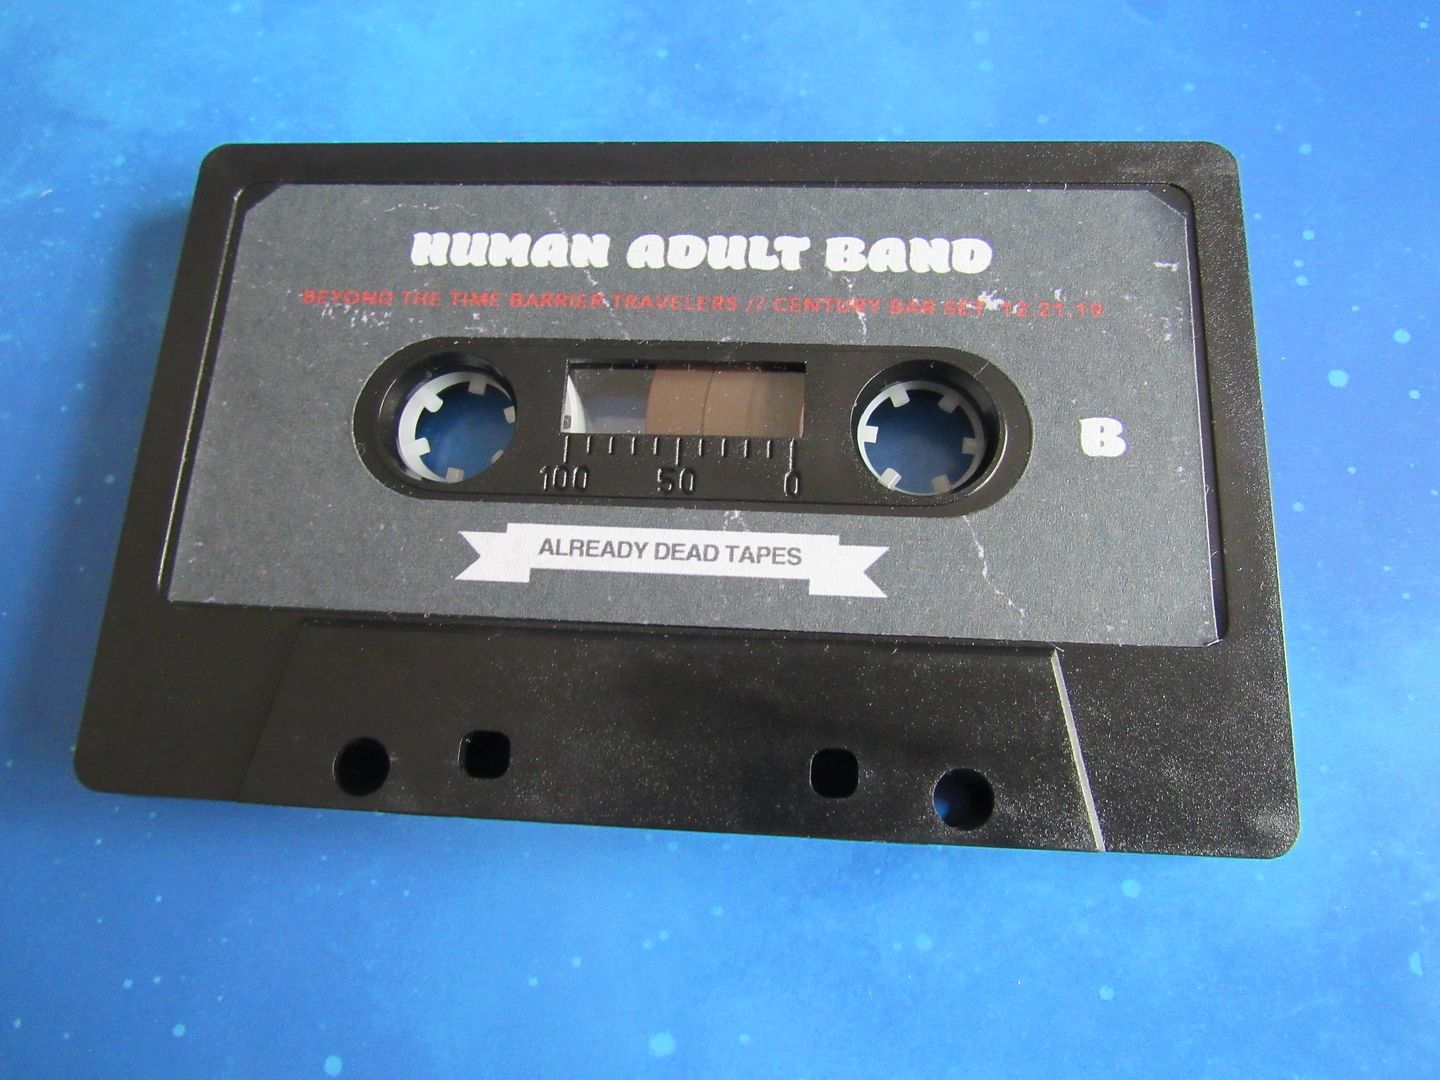 HUMAN ADULT BAND
BEYOND THE TIME BARRIER TRAVELERS // CENTURY BAR SET 21.19
B
100 50 0
ALREADY DEAD TAPES